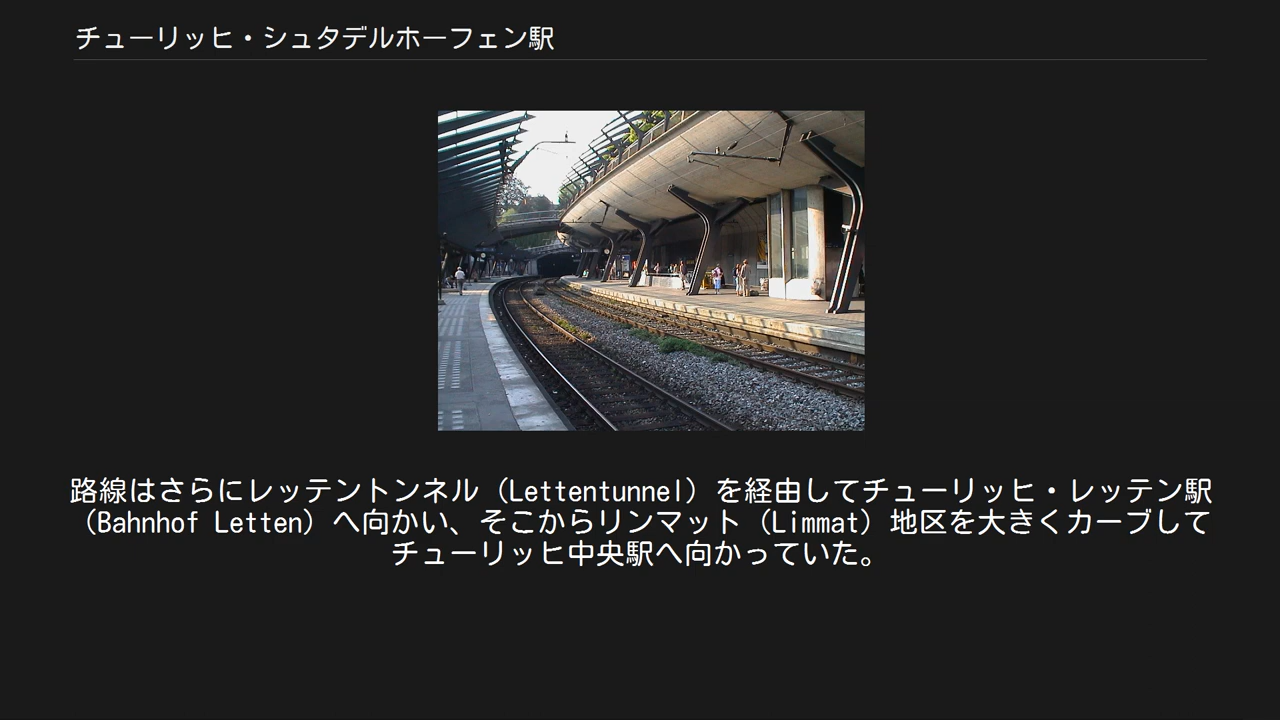 チューリッヒ・シュタデルホーフェン駅
路線はさらにレッテントンネル（Lettentunnel）を経由してチューリッヒ・レッテン駅
（Bahnhof Letten）へ向かい、そこからリンマット（Limmat）地区を大きくカーブして
チューリッヒ中央駅へ向かっていた。